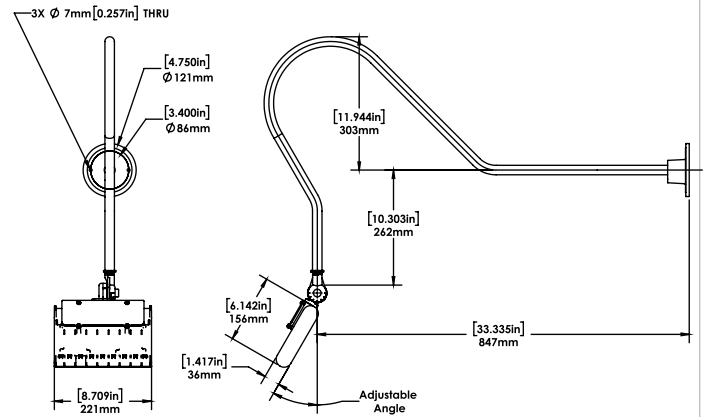 3X Ø 7mm[0.257in] THRU
[4.750in]
Ø121mm
[3.400in]
Ø86mm
[11.944in]
303mm
[10.303in]
262mm
[6.142in]
156mm
[33.335in]
847mm
[1.417in]
36mm
[8.709in]
221mm
Adjustable
Angle